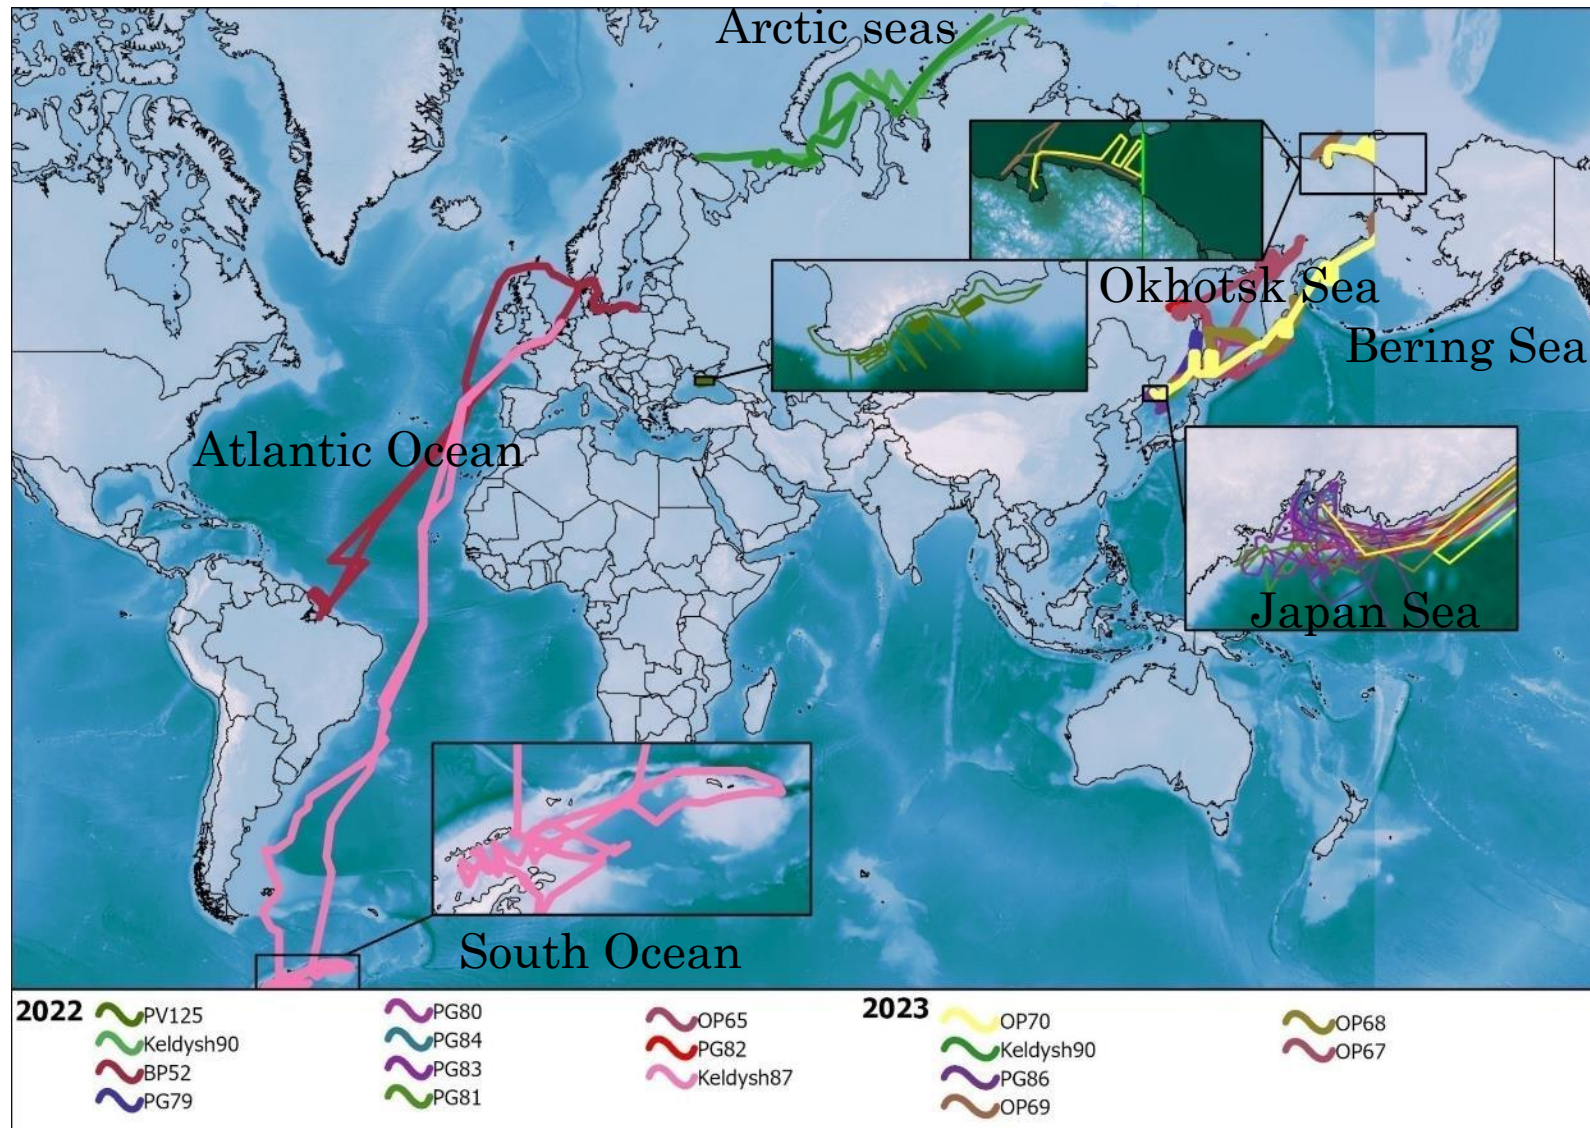 Arctic seas
Okhotsk Sea
Bering Sea
Atlantic Ocean
Japan Sea
South Ocean
2022
PV125
Keldysh90
BP52
PG79
PG80
PG84
PG83
PG81
OP65
PG82
Keldysh87
2023
OP70
Keldysh90
PG86
OP69
OP68
OP67